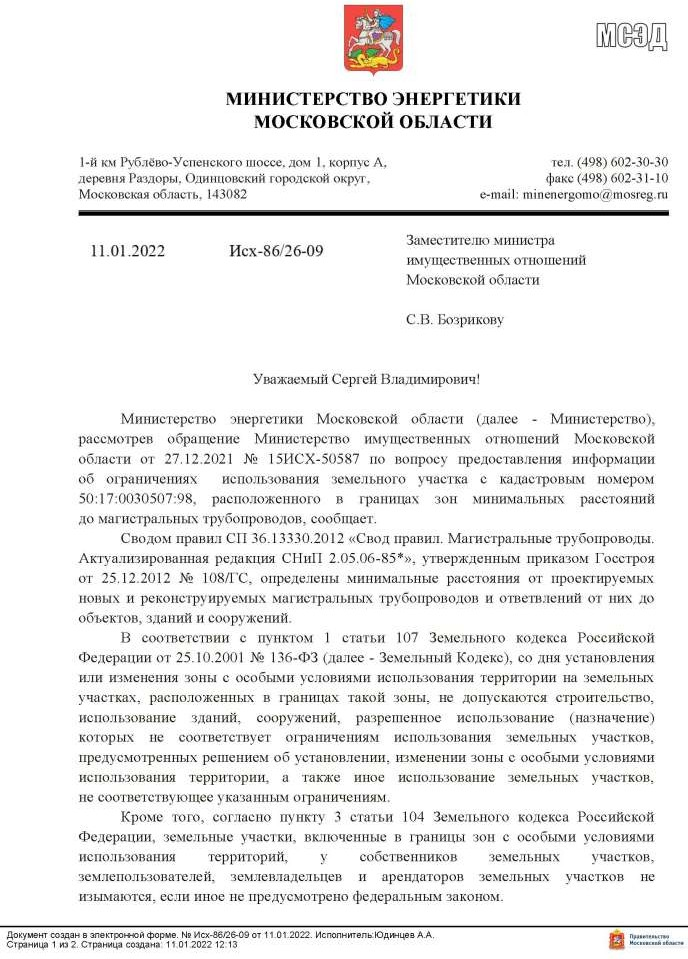 МСЭД
МИНИСТЕРСТВО ЭНЕРГЕТИКИ
МОСКОВСКОЙ ОБЛАСТИ
1-й км Рублёво-Успенского шоссе, дом 1, корпус А,
деревня Раздоры, Одинцовский городской округ,
Московская область, 143082
тел. (498) 602-30-30
факс (498) 602-31-10
e-mail: minenergomo@mosreg.ru
11.01.2022 Исх-86/26-09
Заместителю министра
имущественных отношений
Московской области
С.В. Бозрикову
Уважаемый Сергей Владимирович!
Министерство энергетики Московской области (далее - Министерство),
рассмотрев обращение Министерство имущественных отношений Московской
области от 27.12.2021 № 15ИСХ-50587 по вопросу предоставления информации
об ограничениях использования земельного участка с кадастровым номером
50:17:0030507:98, расположенного в границах зон минимальных расстояний
до магистральных трубопроводов, сообщает.
Сводом правил СП 36.13330.2012 «Свод правил. Магистральные трубопроводы.
Актуализированная редакция СНиП 2.05.06-85*», утвержденным приказом Госстроя
от 25.12.2012 № 108/ГС, определены минимальные расстояния от проектируемых
новых и реконструируемых магистральных трубопроводов и ответвлений от них до
объектов, зданий и сооружений.
В соответствии с пунктом 1 статьи 107 Земельного кодекса Российской
Федерации от 25.10.2001 № 136-ФЗ (далее - Земельный Кодекс), со дня установления
или изменения зоны с особыми условиями использования территории на земельных
участках, расположенных в границах такой зоны, не допускаются строительство,
использование зданий, сооружений, разрешенное использование (назначение)
которых не соответствует ограничениям использования земельных участков,
предусмотренных решением об установлении, изменении зоны с особыми условиями
использования территории, а также иное использование земельных участков,
не соответствующее указанным ограничениям.
Кроме того, согласно пункту 3 статьи 104 Земельного кодекса Российской
Федерации, земельные участки, включенные в границы зон с особыми условиями
использования территорий, у собственников земельных участков,
землепользователей, землевладельцев и арендаторов земельных участков не
изымаются, если иное не предусмотрено федеральным законом.
Документ создан в электронной форме. № Исх-86/26-09 от 11.01.2022. Исполнитель:Юдинцев А.А.
Страница 1 из 2. Страница создана: 11.01.2022 12:13
Правительство
Московской области